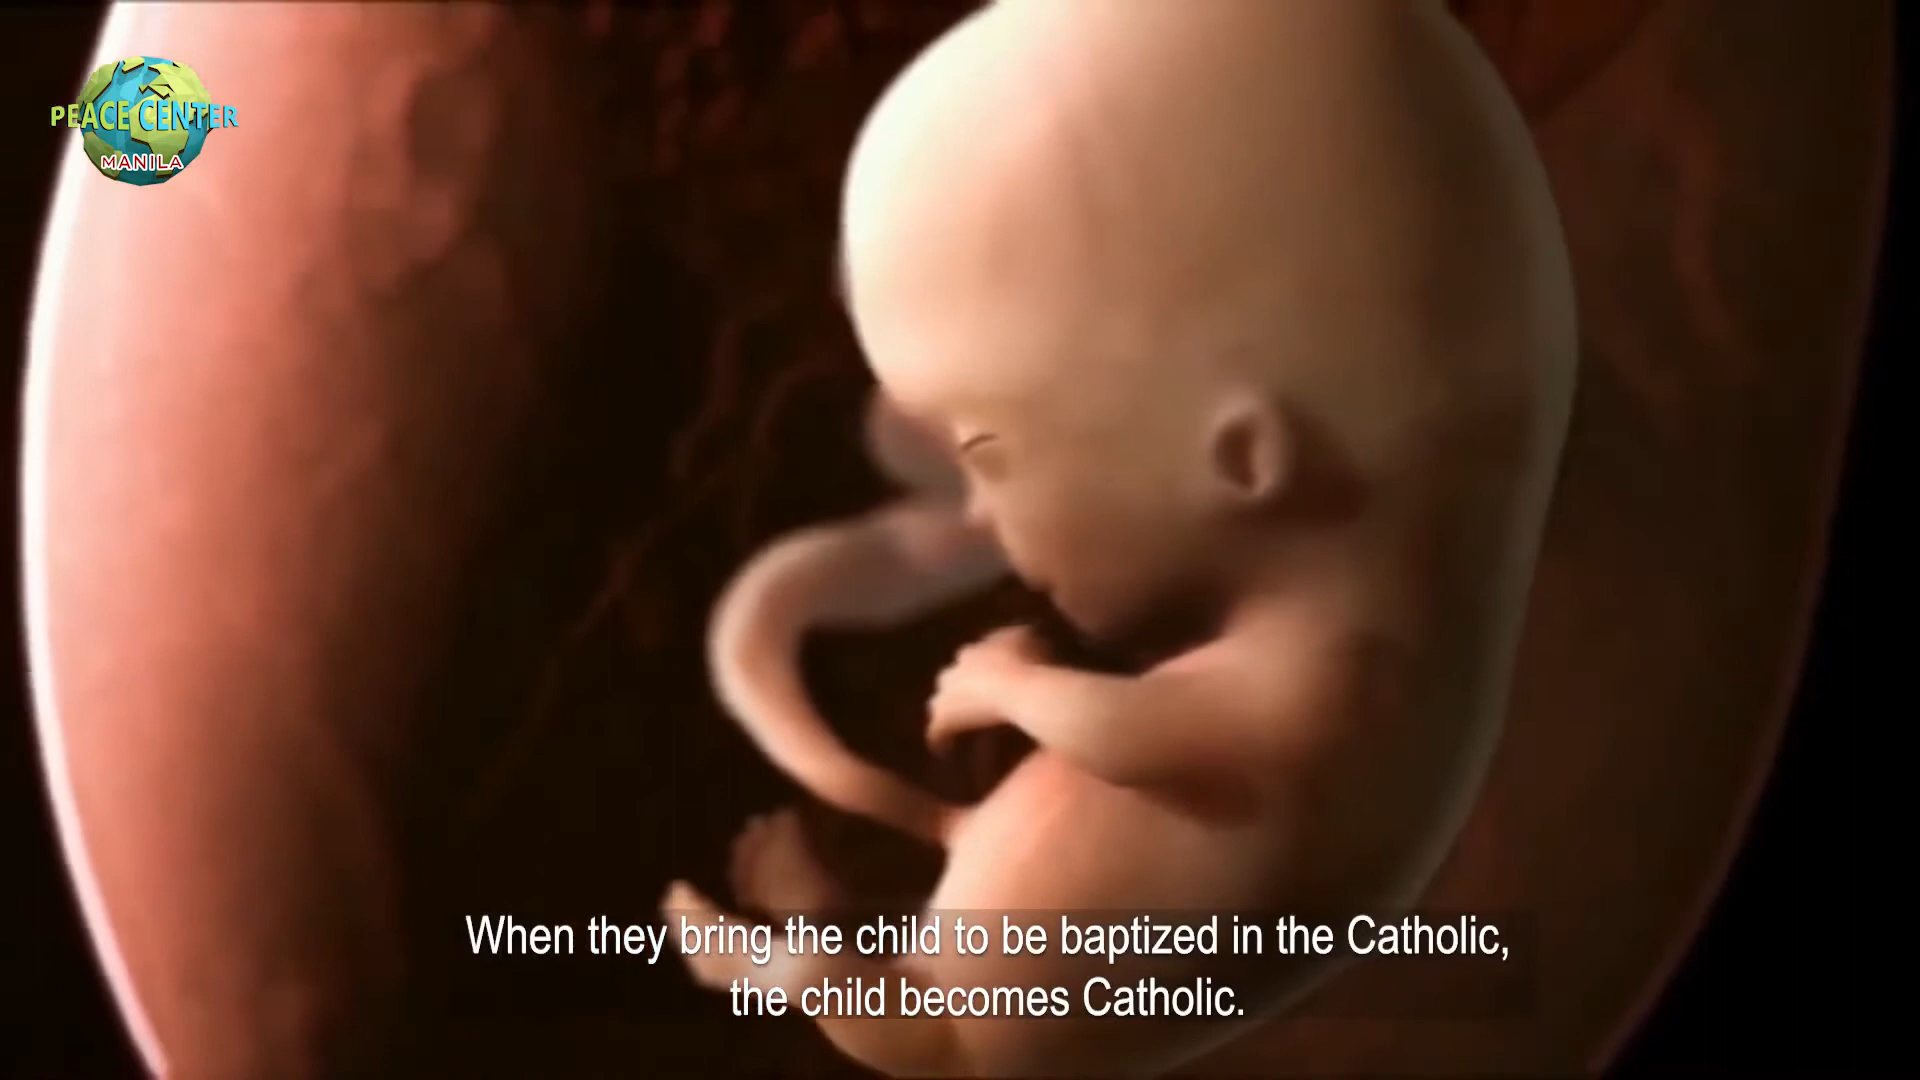 PEACE CENTER
MANILA
When they bring the child to be baptized in the Catholic,
the child becomes Catholic.